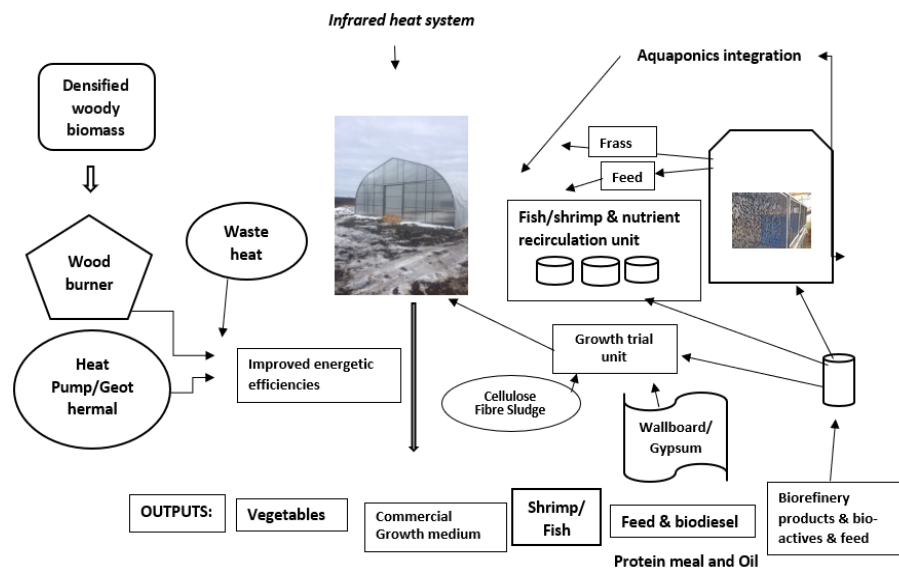 Infrared heat system
Aquaponics integration
Densified
woody
biomass
Frass
Feed
Waste
heat
Fish/shrimp & nutrient
recirculation unit
Wood
burner
Growth trial
unit
Heat
Pump/Geot
hermal
Improved energetic
efficiencies
Cellulose
Fibre Sludge
Wallboard/
Gypsum
OUTPUTS:
Vegetables
Commercial
Growth medium
Shrimp/
Fish
Feed & biodiesel
Biorefinery
products & bio-
actives & feed
Protein meal and Oil